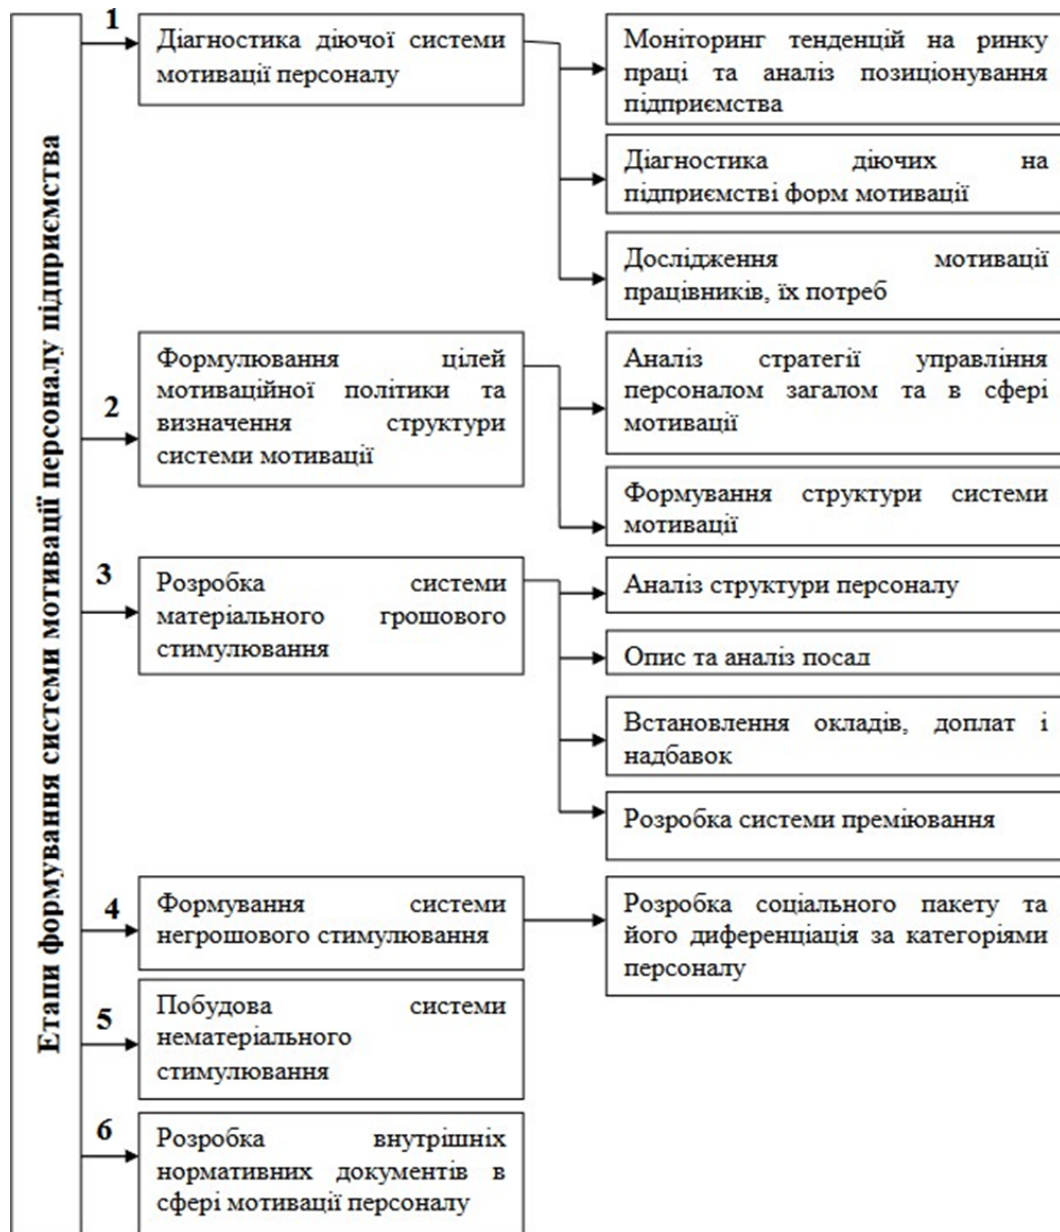 Етапи формування системи мотивації персоналу підприємства
1
Діагностика діючої системи
мотивації персоналу
Моніторинг тенденцій на ринку
праці та аналіз позиціонування
підприємства
Діагностика діючих на
підприємстві форм мотивації
Дослідження мотивації
працівників, їх потреб
2
Формулювання цілей
мотиваційної політики та
визначення структури
системи мотивації
Аналіз стратегії управління
персоналом загалом та в сфері
мотивації
Формування структури системи
мотивації
3
Розробка системи
матеріального грошового
стимулювання
Аналіз структури персоналу
Опис та аналіз посад
Встановлення окладів, доплат і
надбавок
Розробка системи преміювання
4
Формування системи
негрошового стимулювання
Розробка соціального пакету та
його диференціація за категоріями
персоналу
5
Побудова системи
нематеріального
стимулювання
6
Розробка внутрішніх
нормативних документів в
сфері мотивації персоналу